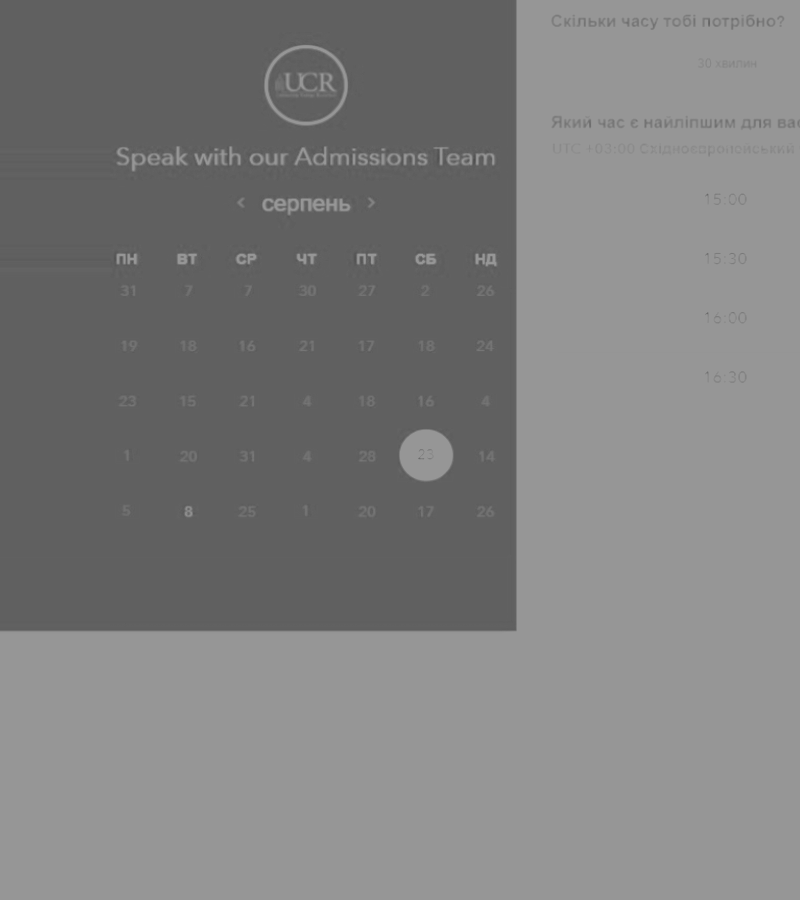 UCR
Speak with our Admissions Team
‹ серпень ›
ПН ВТ СР ЧТ ПТ СБ НД
31 7 7 30 27 2 26
19 18 16 21 17 18 24
23 15 21 4 18 16 4
1 20 31 4 28 23 14
5 8 25 1 20 17 26
Скільки часу тобі потрібно?
30 хвилин
Який час є найліпшим для вас
UTC +03:00 Східноєвропейський
15:00
15:30
16:00
16:30